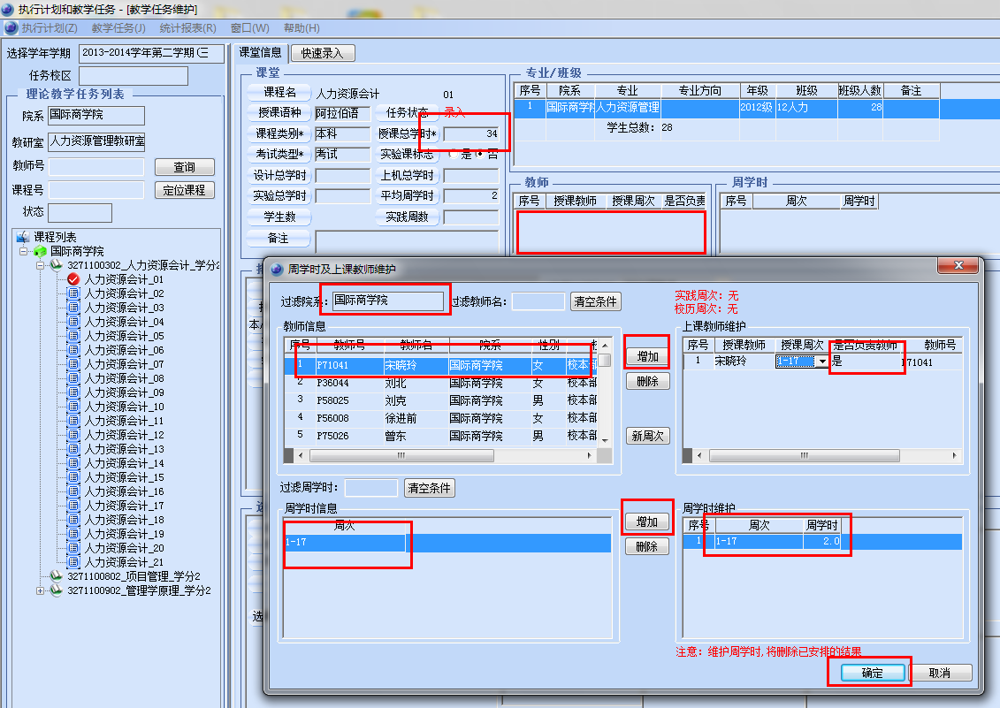 执行计划和教学任务 - [教学任务维护]
执行计划(Z) 教学任务(J) 统计报表(R) 窗口(W) 帮助(H)
选择学年学期 2013-2014学年第二学期(三
任务校区
理论教学任务列表
院系 国际商学院
教研室 人力资源管理教研室
教师号
查询
课程号
定位课程
状态
课程列表
国际商学院
3271100302_人力资源会计_学分2
人力资源会计_01
人力资源会计_02
人力资源会计_03
人力资源会计_04
人力资源会计_05
人力资源会计_06
人力资源会计_07
人力资源会计_08
人力资源会计_09
人力资源会计_10
人力资源会计_11
人力资源会计_12
人力资源会计_13
人力资源会计_14
人力资源会计_15
人力资源会计_16
人力资源会计_17
人力资源会计_18
人力资源会计_19
人力资源会计_20
人力资源会计_21
3271100802_项目管理_学分2
3271100902_管理学原理_学分2
课堂信息 快速录入
课堂
课程名 人力资源会计 01
授课语种 阿拉伯语 任务状态 录入
课程类别* 本科 授课总学时* 34
考试类型* 考试 实验课标志 是 否
设计总学时 上机总学时
实验总学时 平均周学时 2
学生数 实践周数
备注
专业/班级
序号 院系 专业 专业方向 年级 班级 班级人数 备注
1 国际商学院 人力资源管理 2012级 12人力 28
学生总数: 28
教师
序号 授课教师 授课周次 是否负责
周学时
序号 周次 周学时
周学时及上课教师维护
过滤院系: 国际商学院 过滤教师名: 清空条件
实践周次: 无
校历周次: 无
教师信息
序号 教师号 教师名 院系 性别
1 P71041 宋晓玲 国际商学院 女 校本部
2 P36044 刘北 国际商学院 女 校本部
3 P58025 刘克 国际商学院 男 校本部
4 P56008 徐进前 国际商学院 女 校本部
5 P75026 曾东 国际商学院 男 校本部
增加
删除
新周次
上课教师维护
序号 授课教师 授课周次 是否负责教师 教师号
1 宋晓玲 1-17 是 P71041
过滤周学时: 清空条件
周学时信息
周次
1-17
增加
删除
周学时维护
序号 周次 周学时
1 1-17 2.0
注意: 维护周学时,将删除已安排的结果
确定 取消